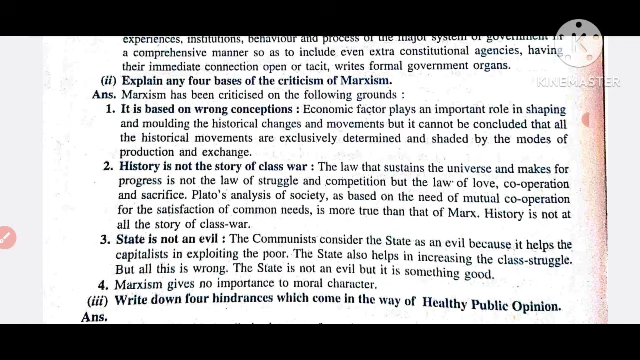 experiences, institutions, behaviour and process of the major system of government in
a comprehensive manner so as to include even extra constitutional agencies, having
their immediate connection open or tacit, writes formal government organs.
(ii) Explain any four bases of the criticism of Marxism.
Ans. Marxism has been criticised on the following grounds :
1. It is based on wrong conceptions : Economic factor plays an important role in shaping
and moulding the historical changes and movements but it cannot be concluded that all
the historical movements are exclusively determined and shaded by the modes of
production and exchange.
2. History is not the story of class war : The law that sustains the universe and makes for
progress is not the law of struggle and competition but the law of love, co-operation
and sacrifice. Plato's analysis of society, as based on the need of mutual co-operation
for the satisfaction of common needs, is more true than that of Marx. History is not at
all the story of class-war.
3. State is not an evil : The Communists consider the State as an evil because it helps the
capitalists in exploiting the poor. The State also helps in increasing the class-struggle.
But all this is wrong. The State is not an evil but it is something good.
4. Marxism gives no importance to moral character.
(iii) Write down four hindrances which come in the way of Healthy Public Opinion.
Ans.
KINEMASTER